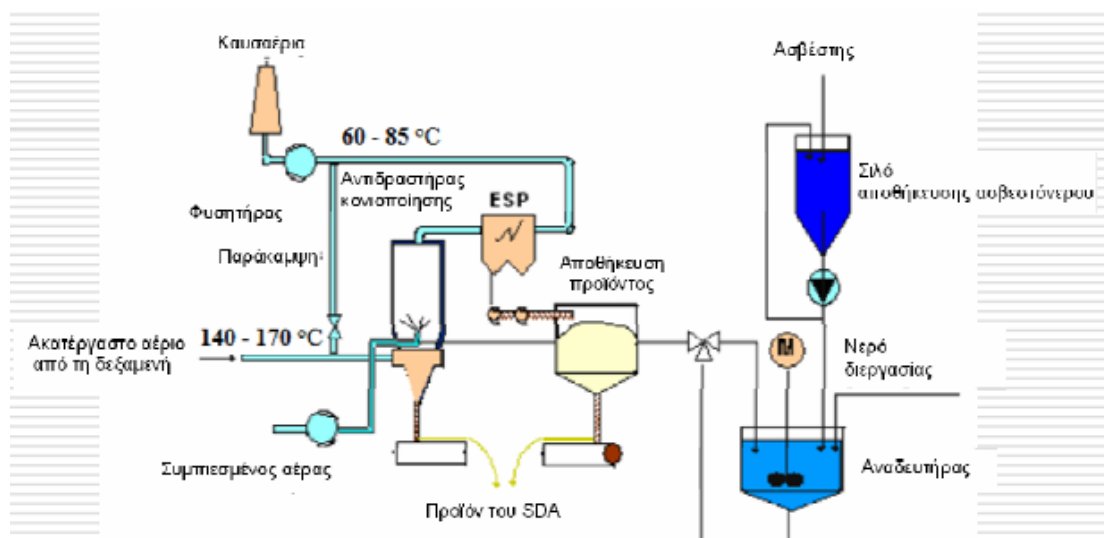 Καυσαέρια
Ασβέστης
60 - 85 °C
Αντιδραστήρας
κονιοποίησης
ESP
Σιλό
αποθήκευσης ασβεστόνερου
Φυσητήρας
Παράκαμψη
Αποθήκευση
προϊόντος
Ακατέργαστο αέριο
από τη δεξαμενή
140 - 170 °C
M
Νερό
διεργασίας
Συμπιεσμένος αέρας
Αναδευτήρας
Προϊόν του SDA